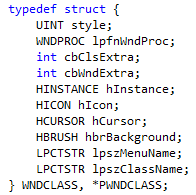 typedef struct {
UINT style;
WNDPROC lpfnWndProc;
int cbClsExtra;
int cbWndExtra;
HINSTANCE hInstance;
HICON hIcon;
HCURSOR hCursor;
HBRUSH hbrBackground;
LPCTSTR lpszMenuName;
LPCTSTR lpszClassName;
} WNDCLASS, *PWNDCLASS;